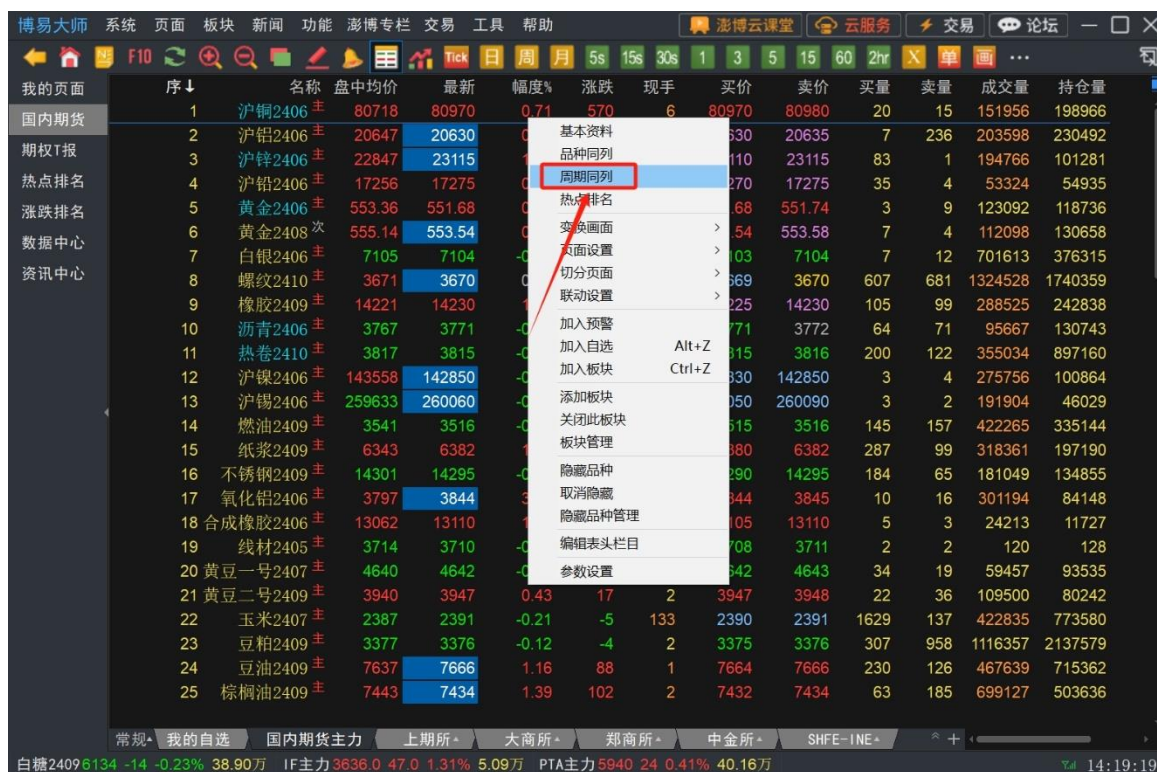 博易大师 系统 页面 板块 新闻 功能 澎博专栏 交易 工具 帮助 澎博云课堂 云服务 交易 论坛
F10 Tick 日 周 月 5s 15s 30s 1 3 5 15 60 2hr X 单 画 ···
我的页面
国内期货
期权T报
热点排名
涨跌排名
数据中心
资讯中心
序↓ 名称 盘中均价 最新 幅度% 涨跌 现手 买价 卖价 买量 卖量 成交量 持仓量
1 沪铜2406 主 80718 80970 0.71 570 6 80970 80980 20 15 151956 198966
2 沪铝2406 主 20647 20630 630 20635 7 236 203598 230492
3 沪锌2406 主 22847 23115 110 23115 83 1 194766 101281
4 沪铅2406 主 17256 17275 270 17275 35 4 53324 54935
5 黄金2406 主 553.36 551.68 .68 551.74 3 9 123092 118736
6 黄金2408 次 555.14 553.54 .54 553.58 7 4 112098 130658
7 白银2406 主 7105 7104 103 7104 7 12 701613 376315
8 螺纹2410 主 3671 3670 669 3670 607 681 1324528 1740359
9 橡胶2409 主 14221 14230 225 14230 105 99 288525 242838
10 沥青2406 主 3767 3771 771 3772 64 71 95667 130743
11 热卷2410 主 3817 3815 815 3816 200 122 355034 897160
12 沪镍2406 主 143558 142850 830 142850 3 4 275756 100864
13 沪锡2406 主 259633 260060 050 260090 3 2 191904 46029
14 燃油2409 主 3541 3516 515 3516 145 157 422265 335144
15 纸浆2409 主 6343 6382 380 6382 287 99 318361 197190
16 不锈钢2409 主 14301 14295 290 14295 184 65 181049 134855
17 氧化铝2406 主 3797 3844 844 3845 10 16 301194 84148
18 合成橡胶2406 主 13062 13110 105 13110 5 3 24213 11727
19 线材2405 主 3714 3710 708 3711 2 2 120 128
20 黄豆一号2407 主 4640 4642 642 4643 34 19 59457 93535
21 黄豆二号2409 主 3940 3947 0.43 17 2 3947 3948 22 36 109500 80242
22 玉米2407 主 2387 2391 -0.21 -5 133 2390 2391 1629 137 422835 773580
23 豆粕2409 主 3377 3376 -0.12 -4 2 3375 3376 307 958 1116357 2137579
24 豆油2409 主 7637 7666 1.16 88 1 7664 7666 230 126 467639 715362
25 棕榈油2409 主 7443 7434 1.39 102 2 7432 7434 63 185 699127 503636
基本资料
品种同列
周期同列
热点排名
变换画面 >
页面设置 >
切分页面 >
联动设置 >
加入预警
加入自选 Alt+Z
加入板块 Ctrl+Z
添加板块
关闭此板块
板块管理
隐藏品种
取消隐藏
隐藏品种管理
编辑表头栏目
参数设置
常规 我的自选 国内期货主力 上期所 大商所 郑商所 中金所 SHFE-INE
白糖2409 6134 -14 -0.23% 38.90万 IF主力 3636.0 47.0 1.31% 5.09万 PTA主力 5940 24 0.41% 40.16万 14:19:19